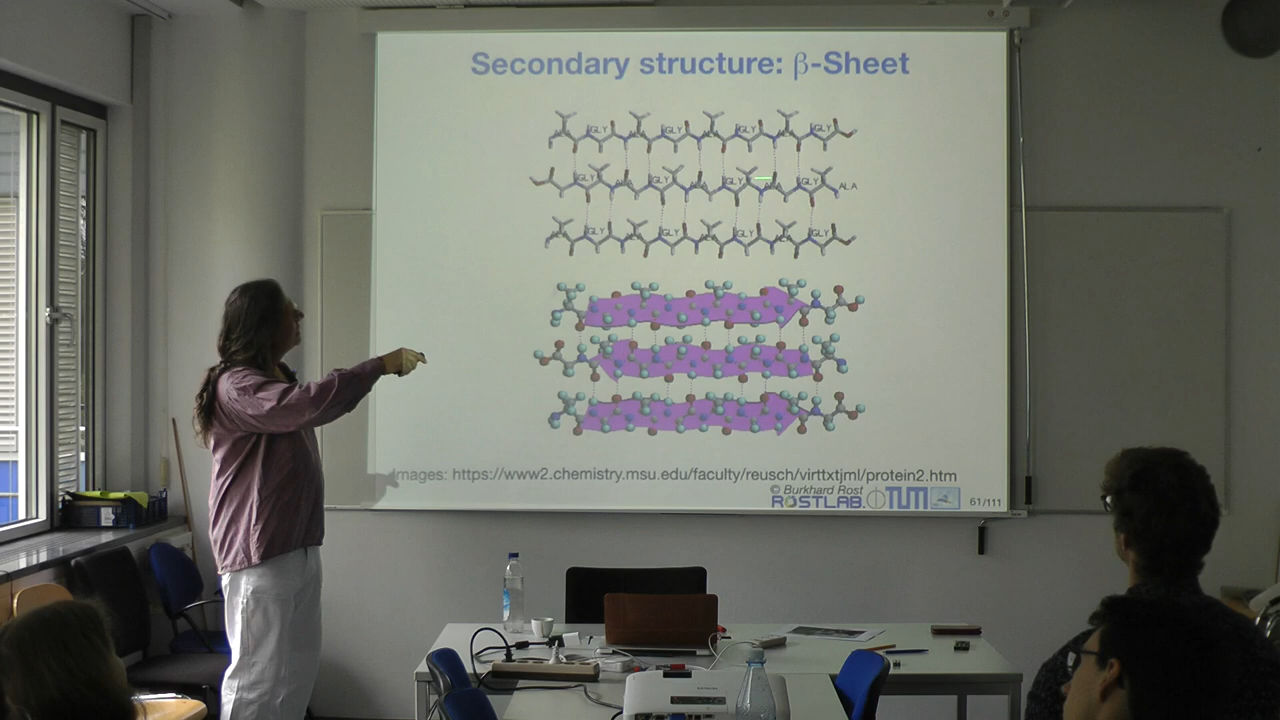 Secondary structure: β-Sheet
GLY GLY GLY GLY
GLY GLY GLY GLY ALA
GLY GLY GLY GLY
Images: https://www2.chemistry.msu.edu/faculty/reusch/virttxtjml/protein2.htm
© Burkhard Rost
ROSTLAB. TUM 61/111